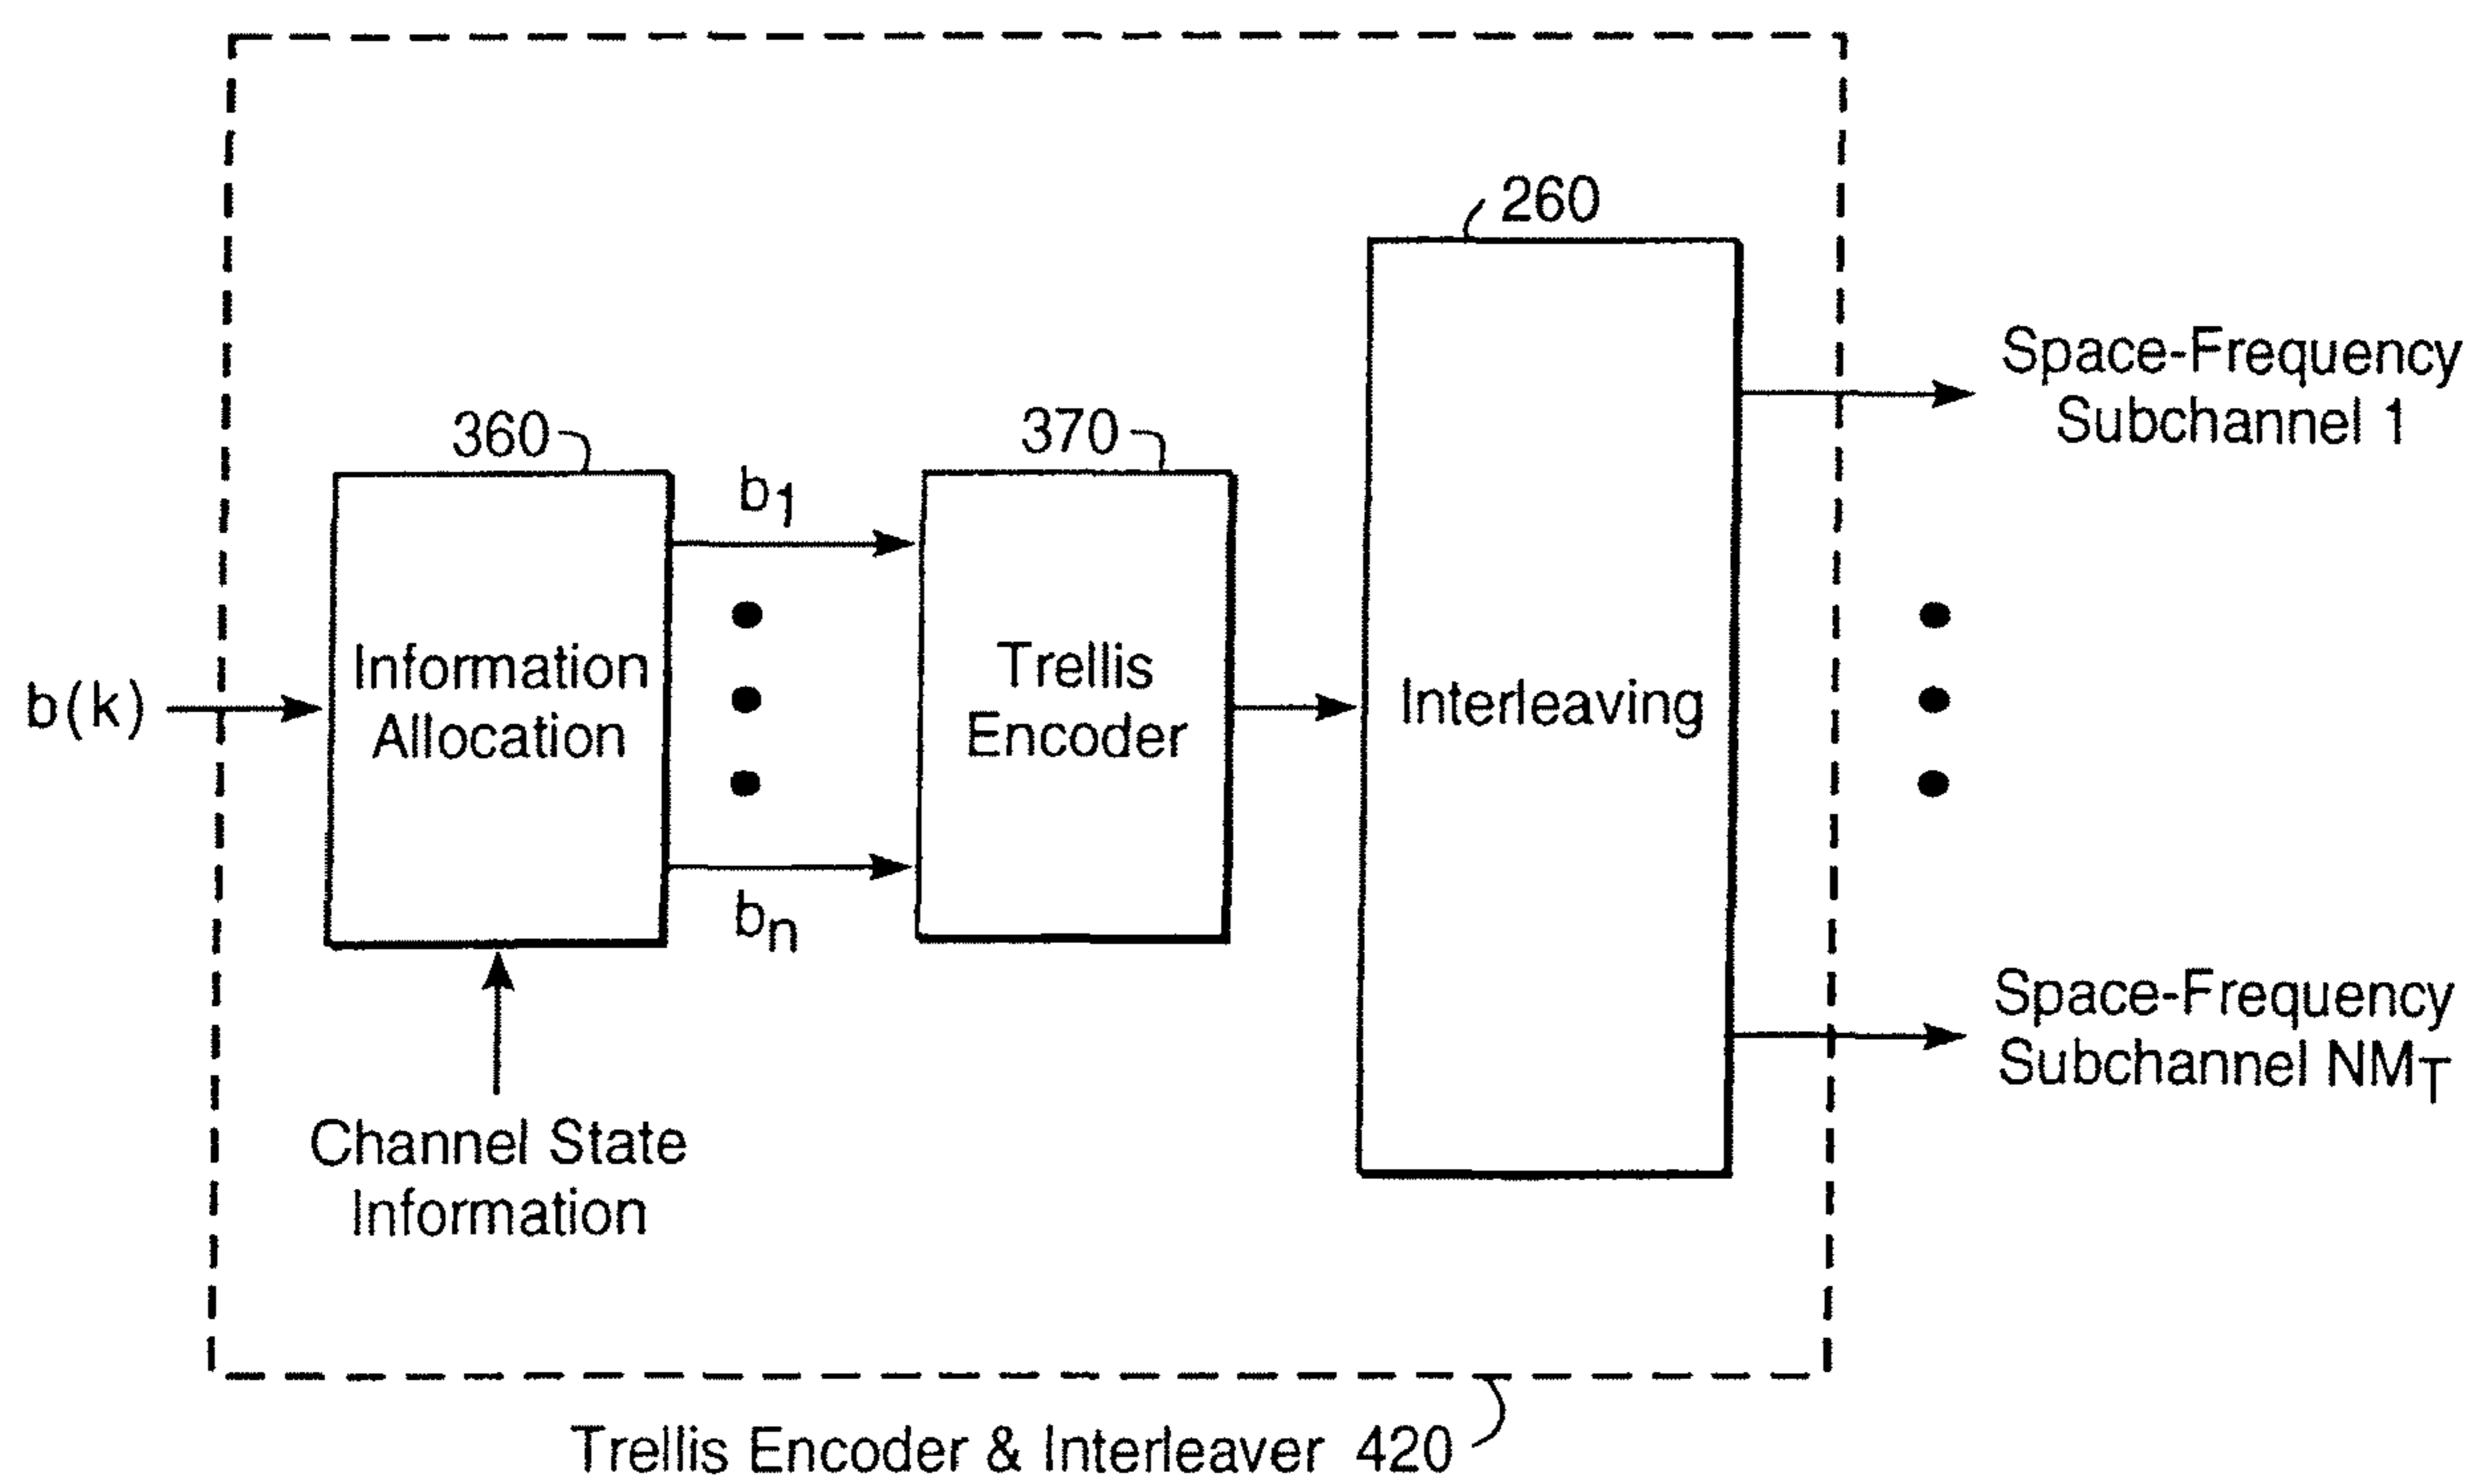 260
Space-Frequency
Subchannel 1
360
370
b1
Information
Allocation
Trellis
Encoder
Interleaving
b(k)
bn
Space-Frequency
Subchannel NMT
Channel State
Information
Trellis Encoder & Interleaver 420